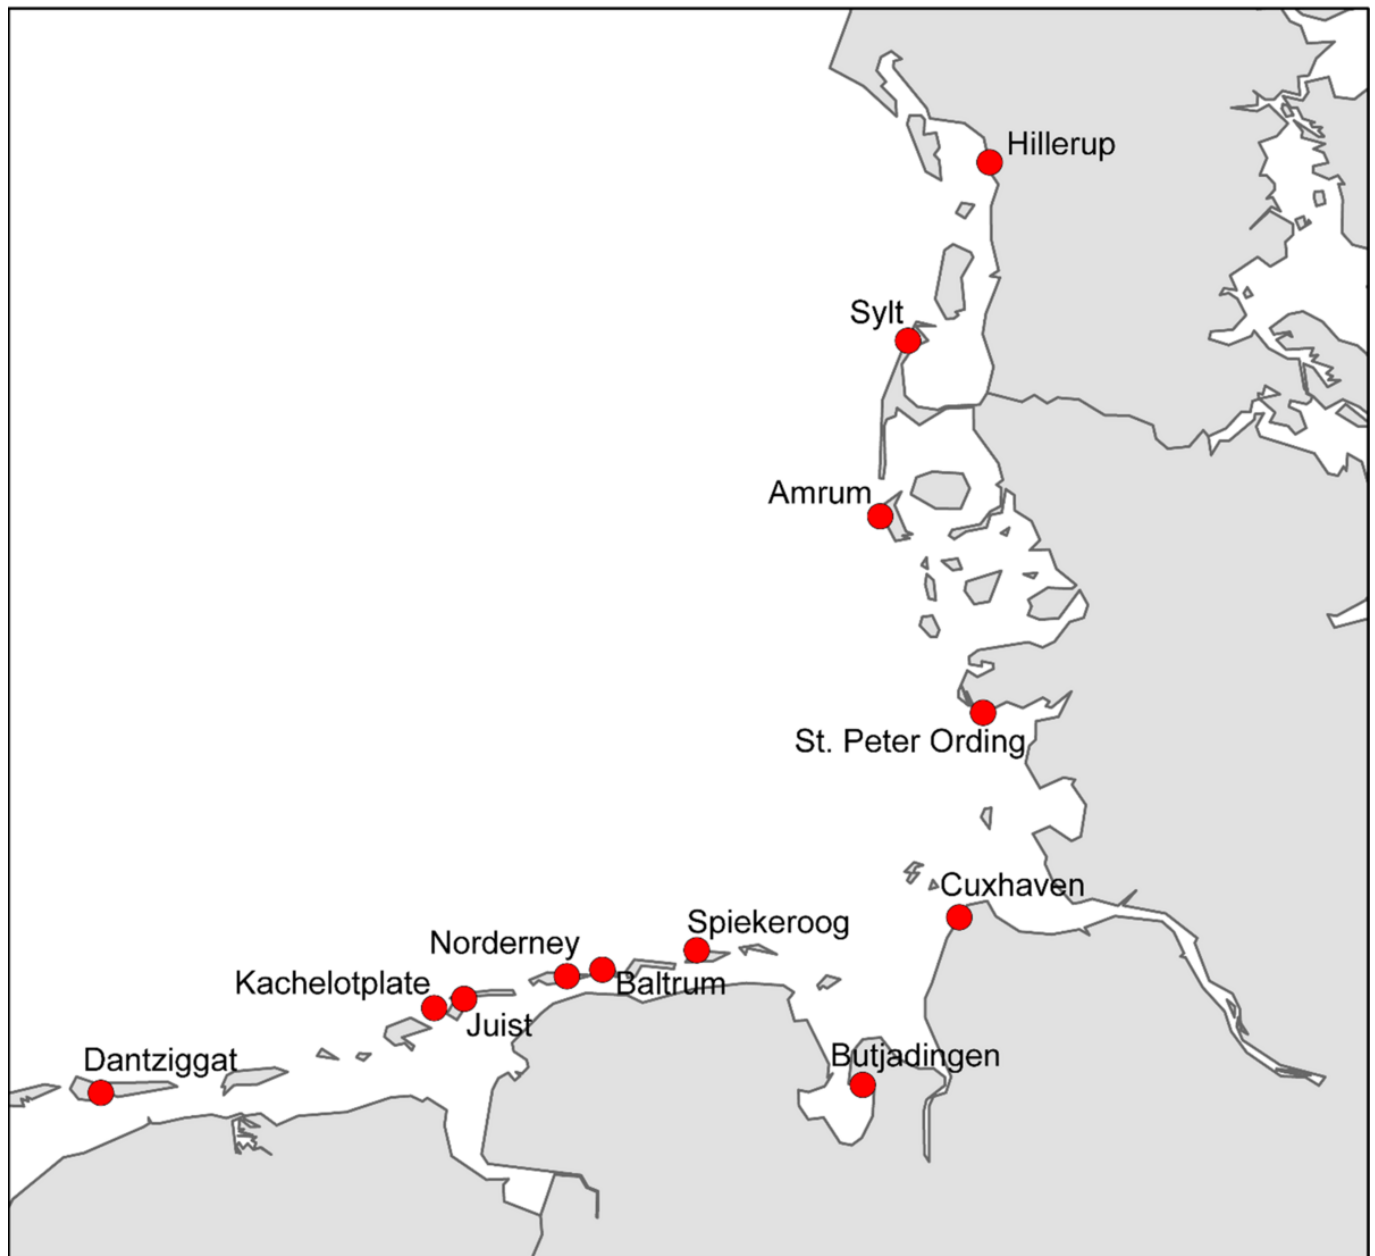 Hillerup
Sylt
Amrum
St. Peter Ording
Cuxhaven
Spiekeroog
Norderney
Kachelotplate
Baltrum
Juist
Dantziggat
Butjadingen